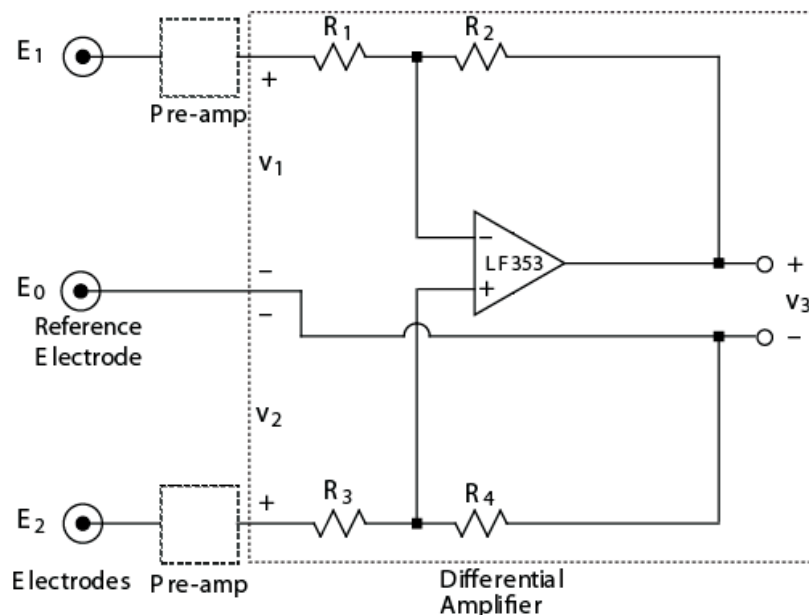 E1
Pre-amp
+
v1
−
R1
R2
−
LF353
+
+
v3
−
E0
Reference
Electrode
−
v2
+
R3
R4
E2
Electrodes
Pre-amp
Differential
Amplifier